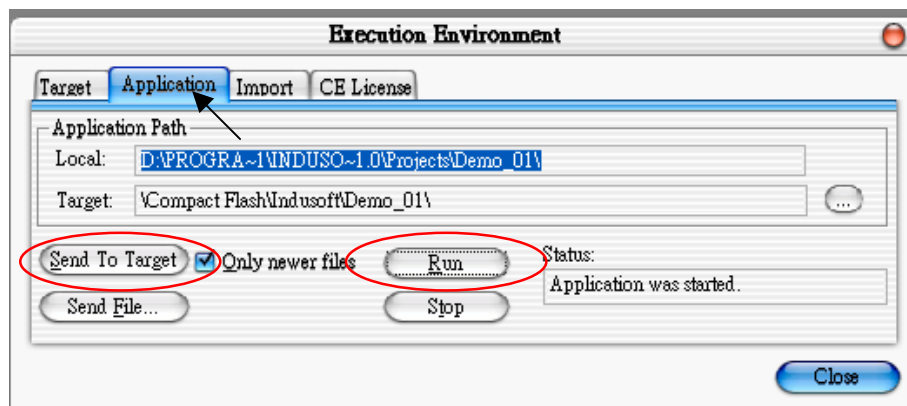 Execution Environment
Target Application Import CE License
Application Path
Local: D:\PROGRA~1\INDUSO~1.0\Projects\Demo_01\
Target: \Compact Flash\Indusoft\Demo_01\ ...
Send To Target Only newer files Run Status:
Application was started.
Send File... Stop
Close